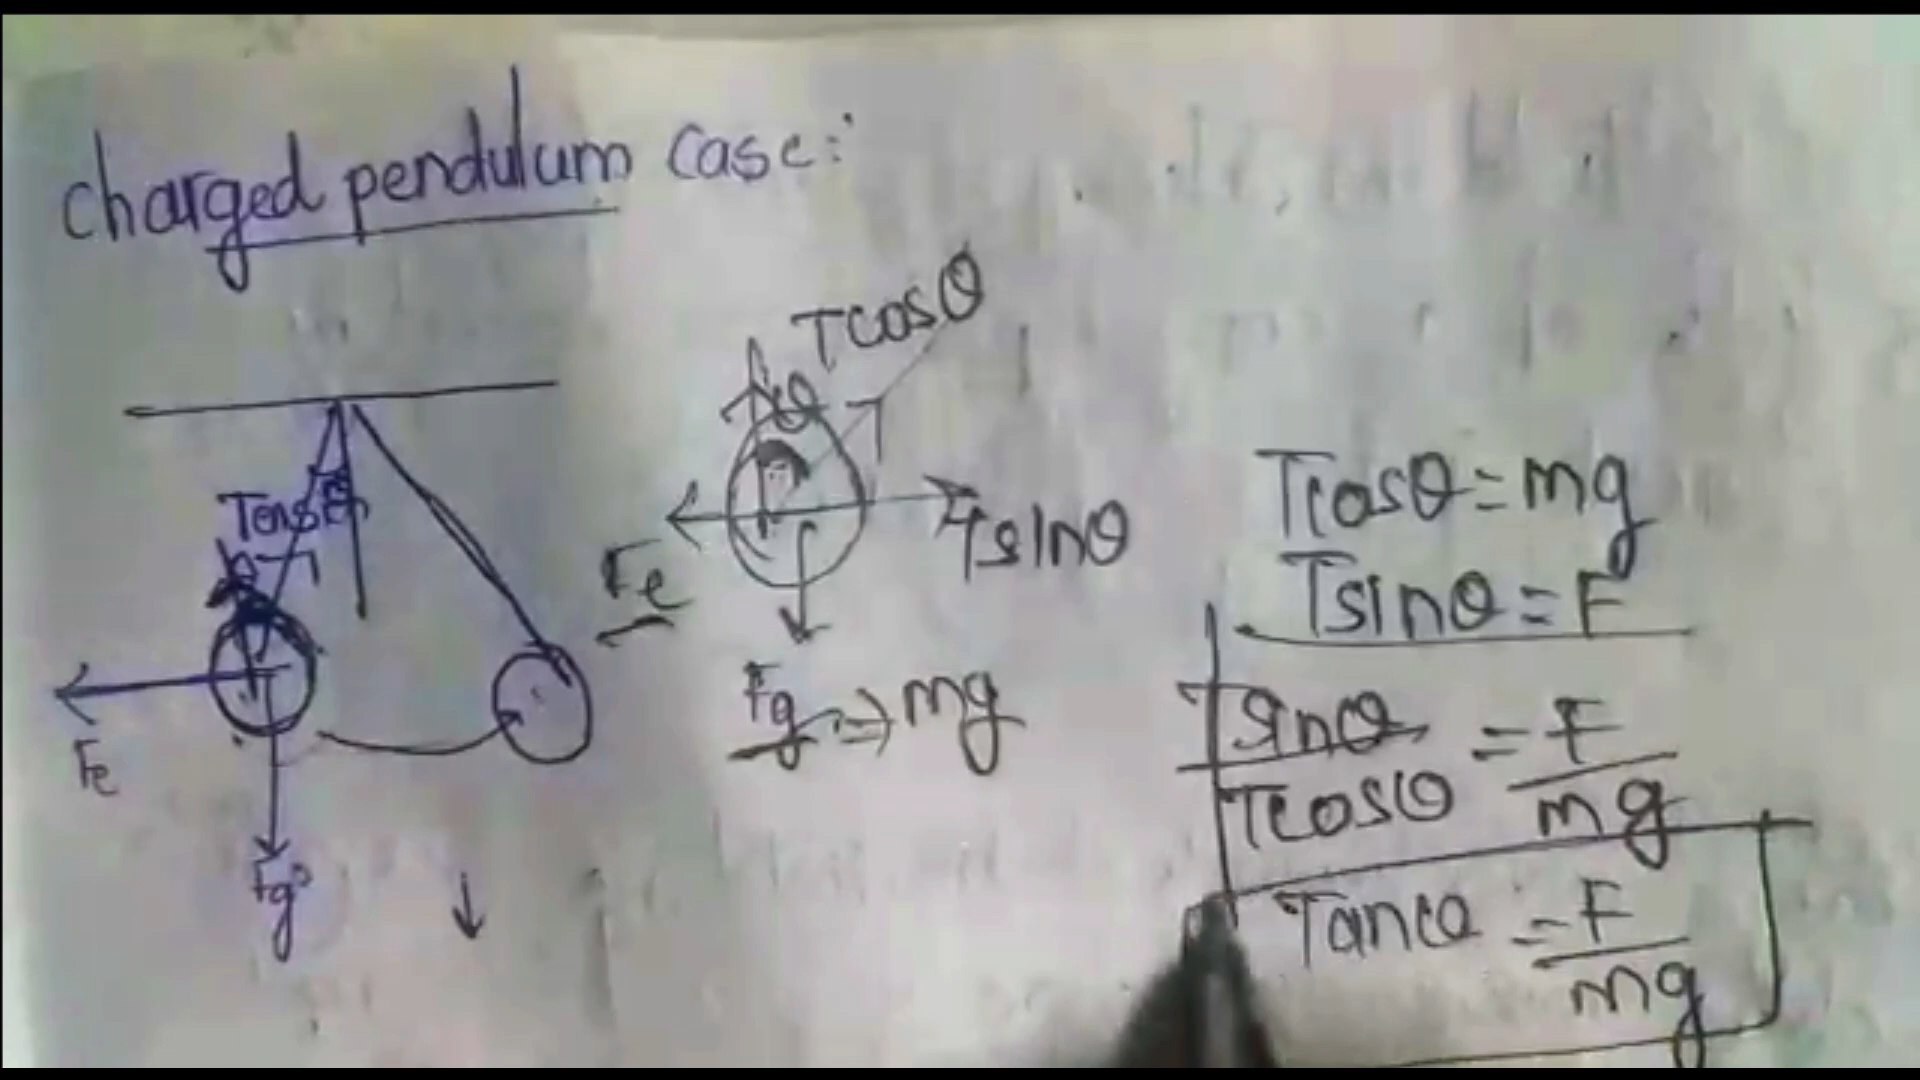 charged pendulum case:
Tcosθ
Tension
θ
Fe
Tsinθ
Fe
Fg
Fg => mg
Tcosθ = mg
Tsinθ = F
Tsinθ / Tcosθ = F / mg
Tanθ = F / mg